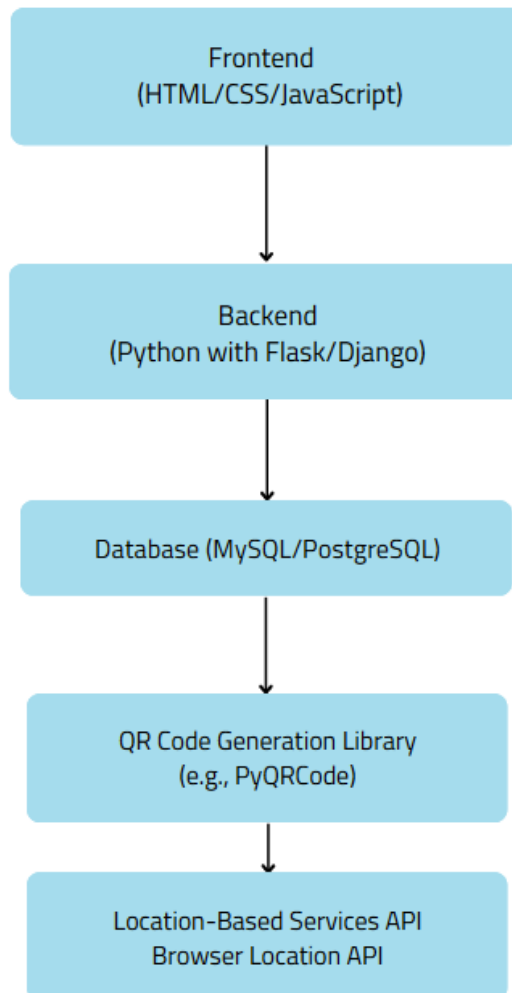 Frontend
(HTML/CSS/JavaScript)
Backend
(Python with Flask/Django)
Database (MySQL/PostgreSQL)
QR Code Generation Library
(e.g., PyQRCode)
Location-Based Services API
Browser Location API